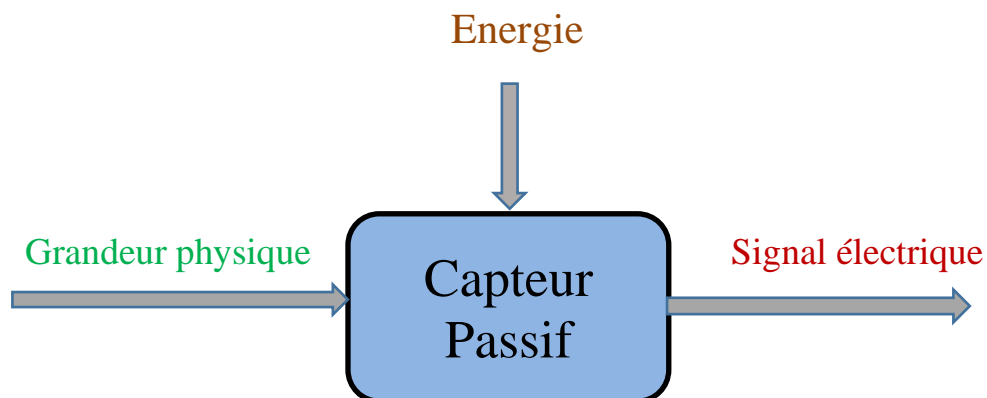 Energie
Grandeur physique
Signal électrique
Capteur
Passif